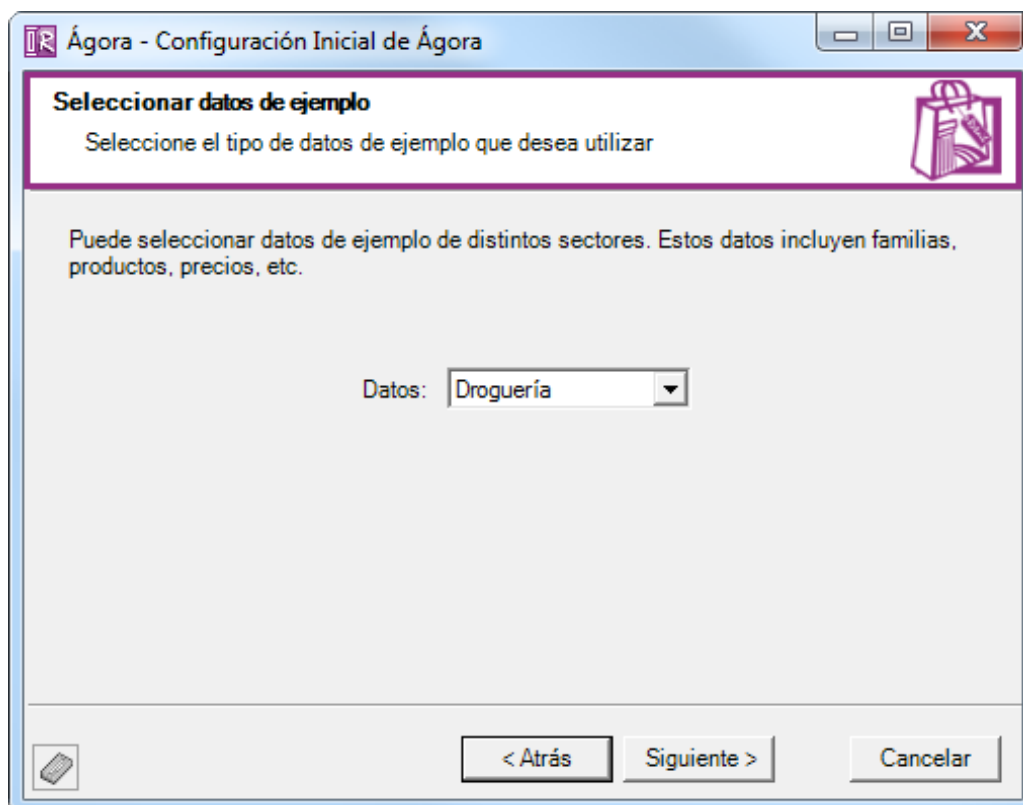 Ágora - Configuración Inicial de Ágora
Seleccionar datos de ejemplo
Seleccione el tipo de datos de ejemplo que desea utilizar
Puede seleccionar datos de ejemplo de distintos sectores. Estos datos incluyen familias,
productos, precios, etc.
Datos: Droguería
< Atrás Siguiente > Cancelar